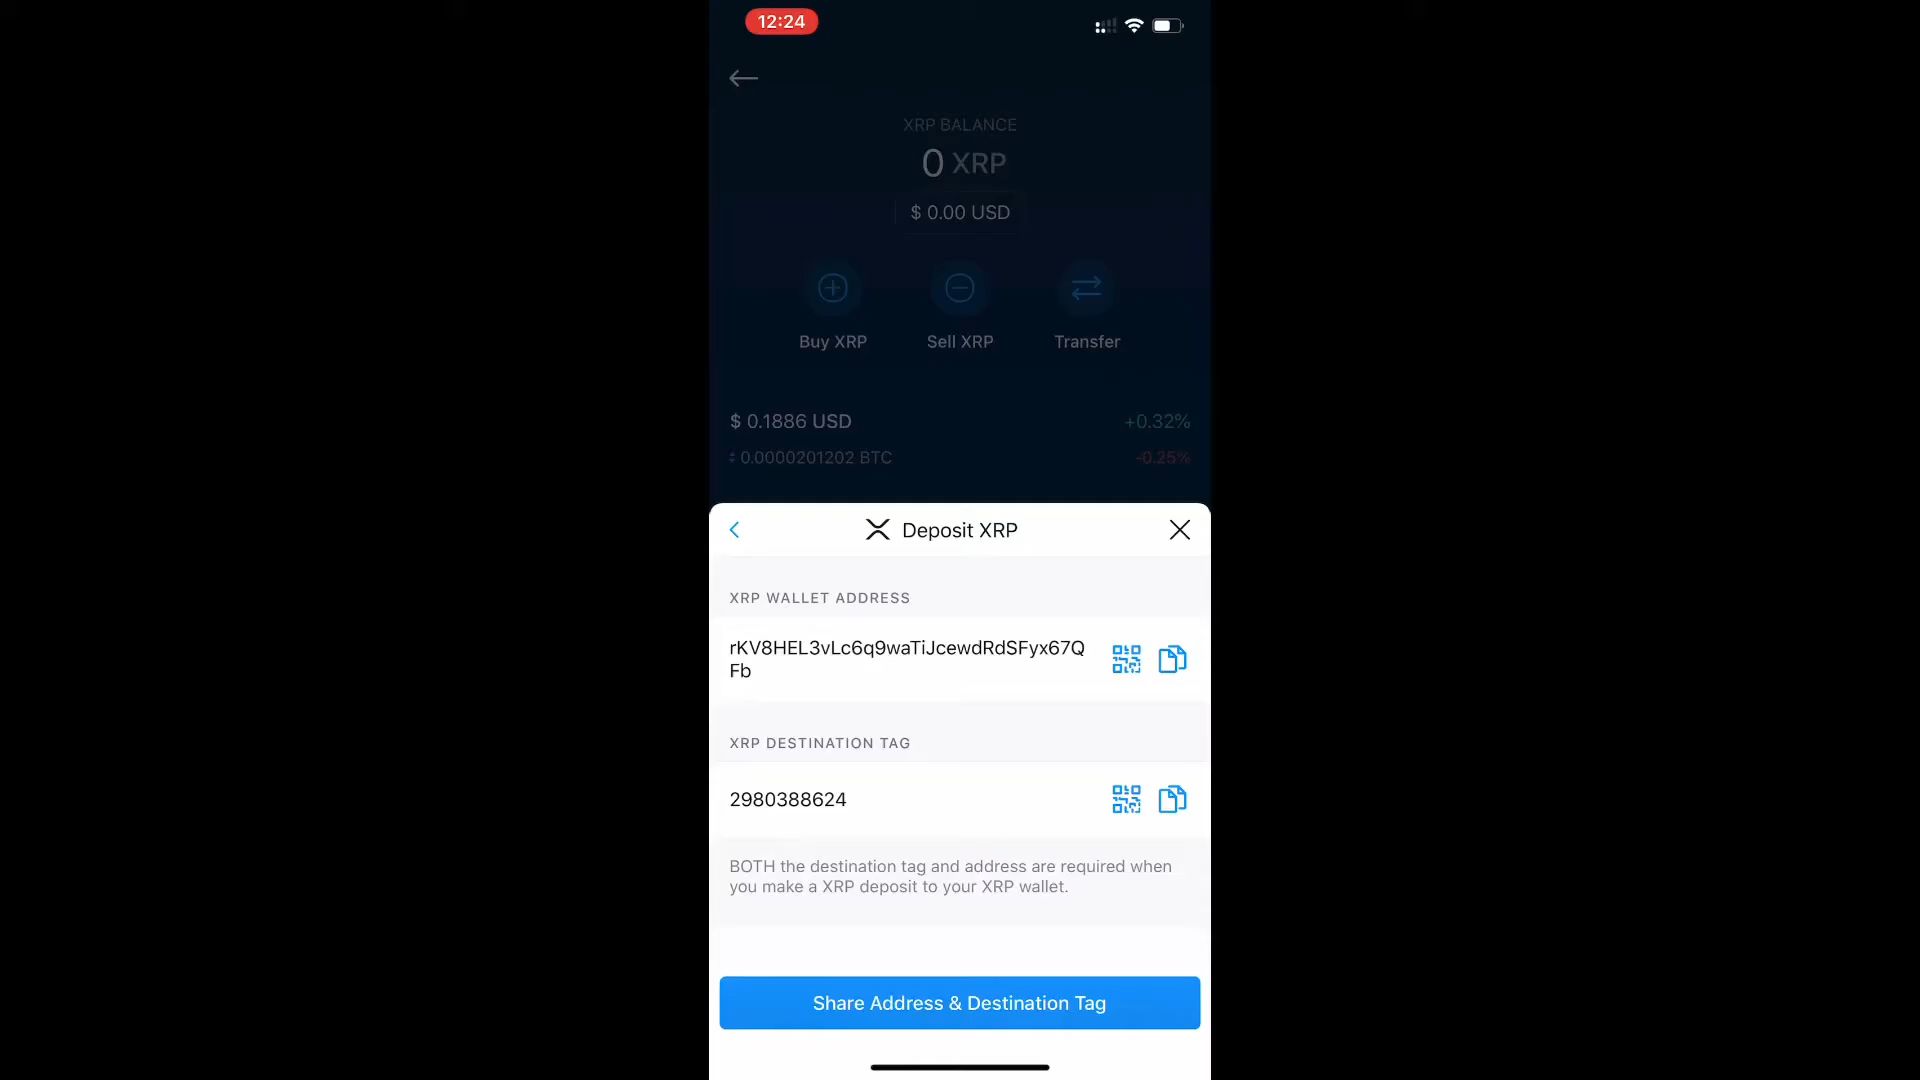 12:24
XRP BALANCE
0 XRP
$ 0.00 USD
Buy XRP
Sell XRP
Transfer
$ 0.1886 USD
+0.32%
0.0000201202 BTC
-0.25%
Deposit XRP
XRP WALLET ADDRESS
rKV8HEL3vLc6q9waTiJcewdRdSFyx67Q
Fb
XRP DESTINATION TAG
2980388624
BOTH the destination tag and address are required when
you make a XRP deposit to your XRP wallet.
Share Address & Destination Tag